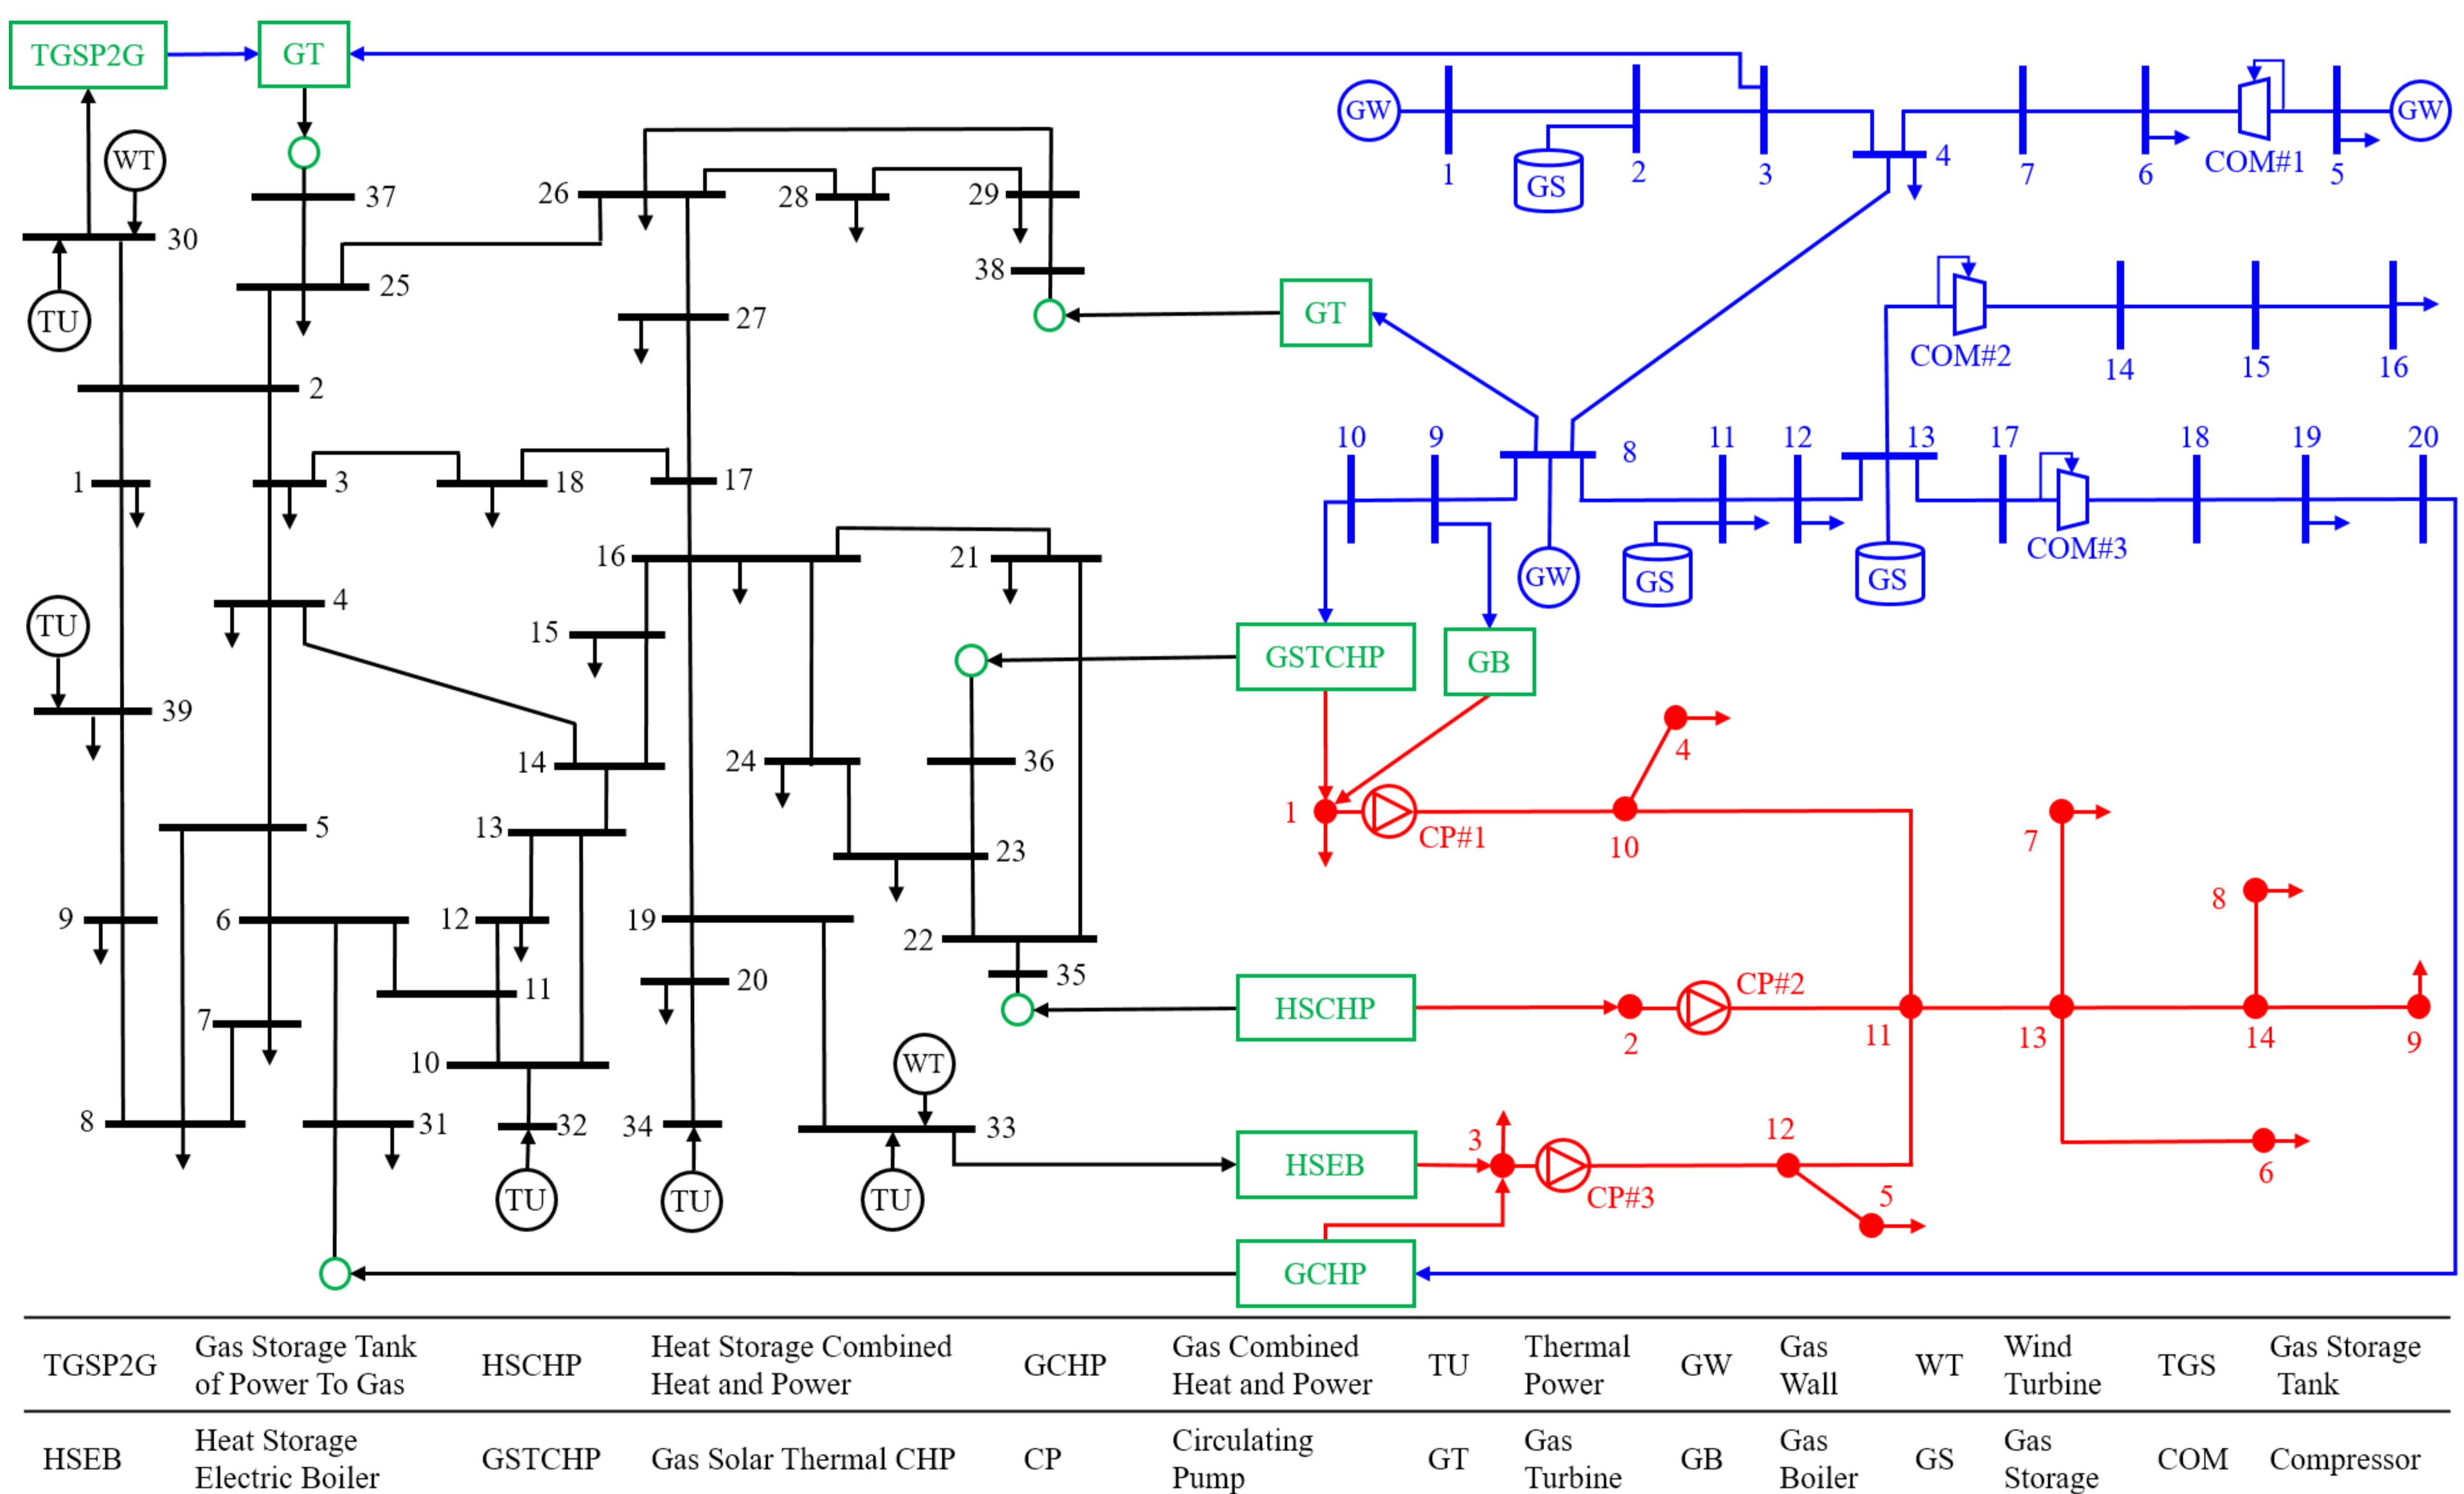 TGSP2G GT
GW 1 2 3 4 7 6 COM#1 5 GW
GS
WT
37 26 28 29
30
25 38
TU 27 GT
COM#2 14 15 16
2
10 9 8 11 12 13 17 18 19 20
1 3 18 17
COM#3
16 21
GW GS GS
4
TU 15
GSTCHP GB
39
4
14 24 36
1 CP#1 10 7
5 13 23
8
9 6 12 19 22
20 35
CP#2
11
HSCHP 2 11 13 14 9
7
10 WT
8 31 32 34 33
3 12
HSEB
6
TU TU TU
CP#3 5
GCHP
TGSP2G Gas Storage Tank HSCHP Heat Storage Combined GCHP Gas Combined TU Thermal GW Gas WT Wind TGS Gas Storage
of Power To Gas Heat and Power Heat and Power Power Wall Turbine Tank
HSEB Heat Storage GSTCHP Gas Solar Thermal CHP CP Circulating GT Gas GB Gas GS Gas COM Compressor
Electric Boiler Pump Turbine Boiler Storage